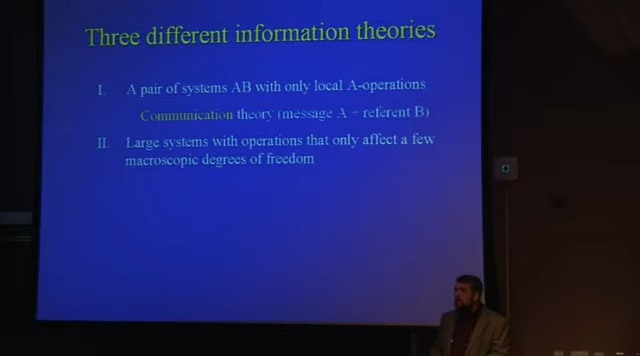 Three different information theories
I. A pair of systems AB with only local A-operations
Communication theory (message A + referent B)
II. Large systems with operations that only affect a few
macroscopic degrees of freedom